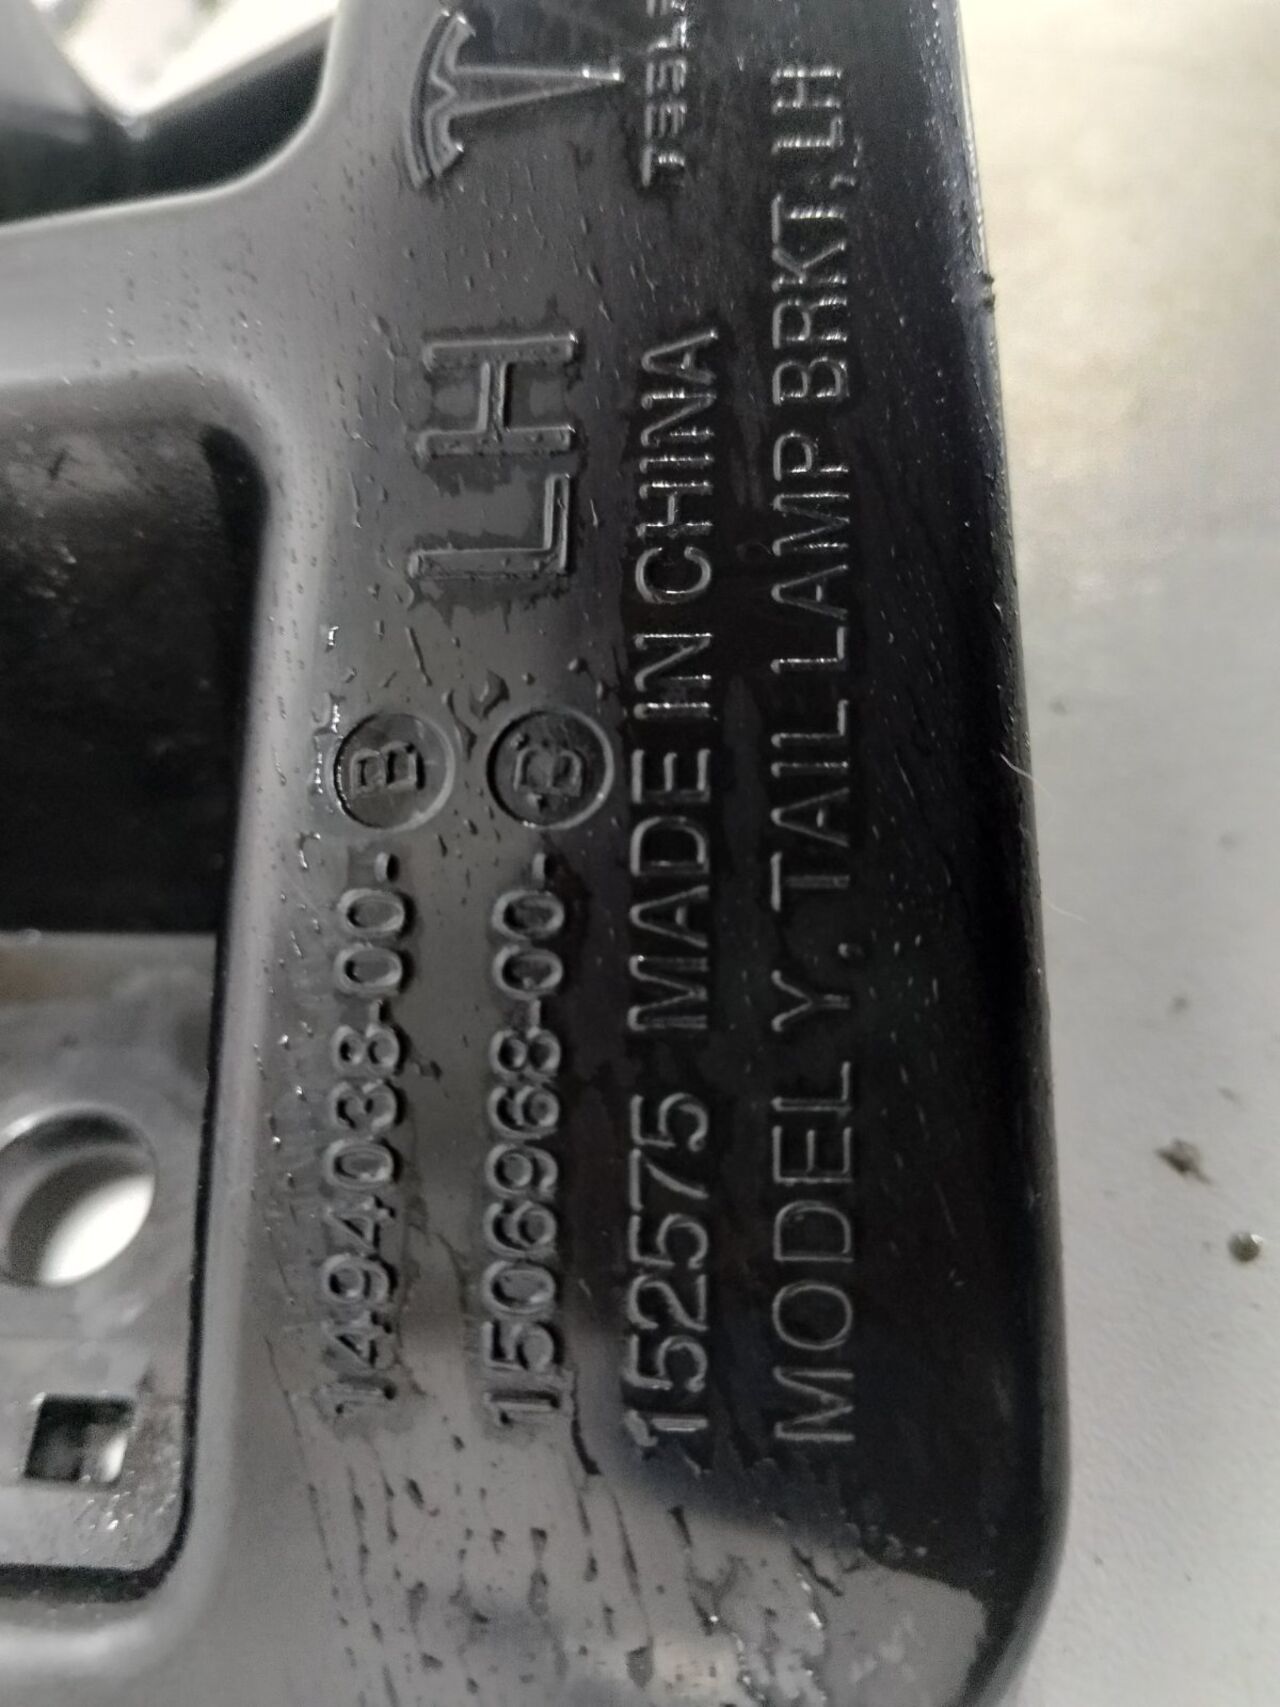 1494038-00-Ⓑ
LH
1506968-00-Ⓑ
TESLA
152575 MADE IN CHINA
MODEL Y. TAIL LAMP BRKT, LH